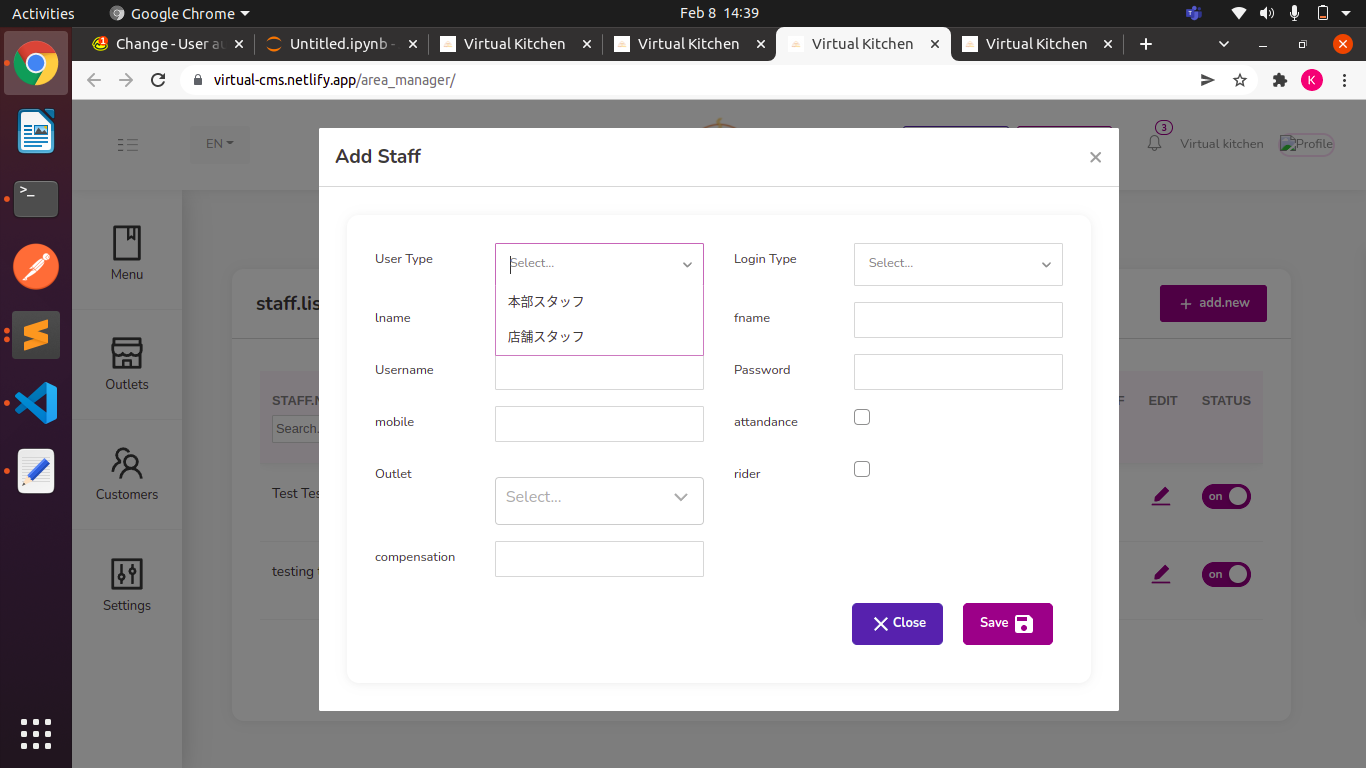 Activities
Google Chrome
Feb 8 14:39
Change - User au
Untitled.ipynb -
Virtual Kitchen
Virtual Kitchen
Virtual Kitchen
Virtual Kitchen
virtual-cms.netlify.app/area_manager/
K
EN
3
Virtual kitchen
Profile
Add Staff
Menu
Outlets
Customers
Settings
staff.lis
add.new
User Type
Select...
本部スタッフ
店舗スタッフ
Login Type
Select...
lname
fname
Username
Password
mobile
attandance
Outlet
Select...
rider
compensation
Close
Save
STAFF.N
Search.
F
EDIT
STATUS
Test Tes
on
testing t
on